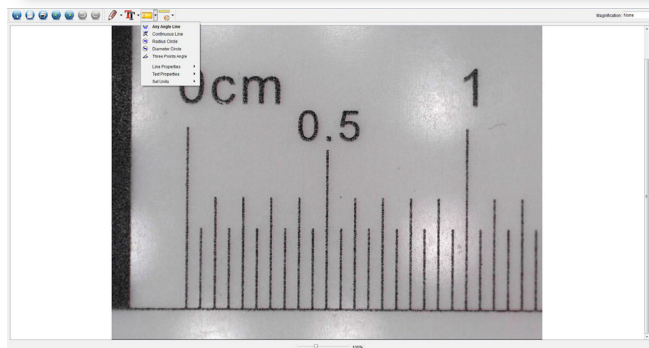 Magnification: None
Any Angle Line
Continuous Line
Radius Circle
Diameter Circle
Three Points Angle
Line Properties
Text Properties
Set Units
0cm
0.5
1
100%